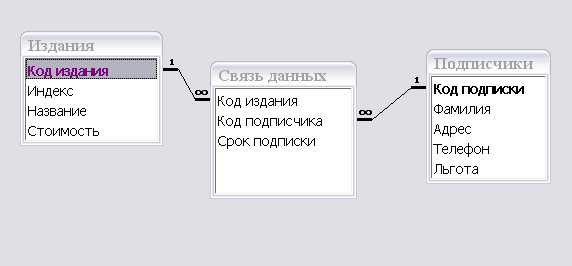 Издания
Код издания
Индекс
Название
Стоимость
1
∞
Связь данных
Код издания
Код подписчика
Срок подписки
∞
1
Подписчики
Код подписки
Фамилия
Адрес
Телефон
Льгота